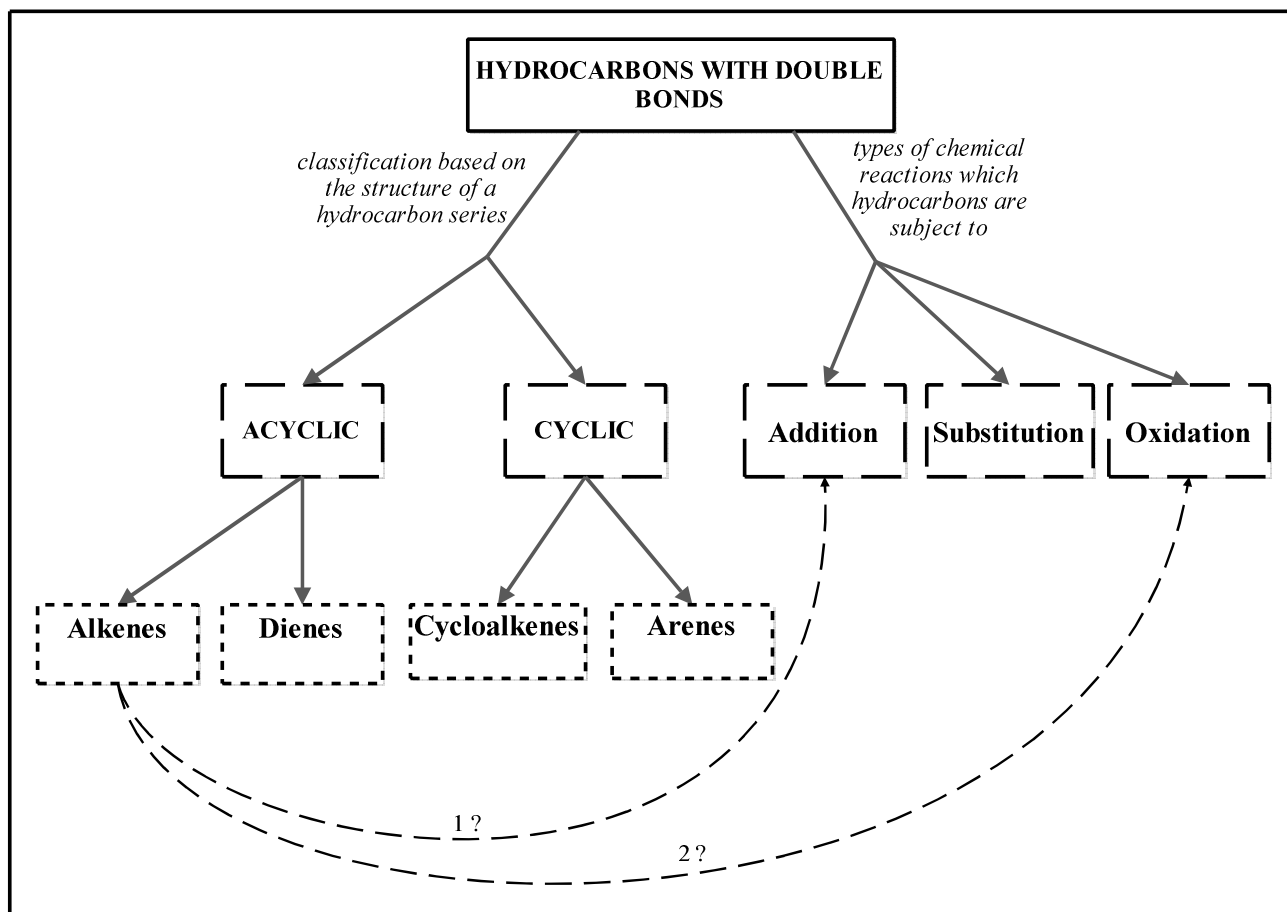 HYDROCARBONS WITH DOUBLE
BONDS
classification based on
the structure of a
hydrocarbon series
types of chemical
reactions which
hydrocarbons are
subject to
ACYCLIC
CYCLIC
Addition
Substitution
Oxidation
Alkenes
Dienes
Cycloalkenes
Arenes
1 ?
2 ?